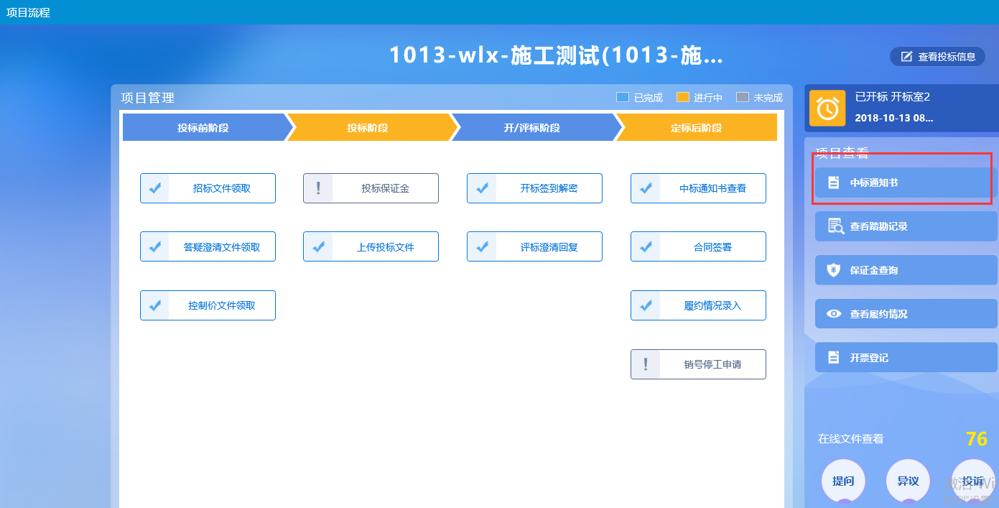 项目流程
1013-wlx-施工测试(1013-施...
查看投标信息
项目管理
已完成 进行中 未完成
投标前阶段 投标阶段 开/评标阶段 定标后阶段
招标文件领取 投标保证金 开标签到解密 中标通知书查看
答疑澄清文件领取 上传投标文件 评标澄清回复 合同签署
控制价文件领取 履约情况录入
销号停工申请
已开标 开标室2
2018-10-13 08...
项目查看
中标通知书
查看踏勘记录
保证金查询
查看履约情况
开票登记
在线文件查看 76
提问 异议 投诉
激活 Wi